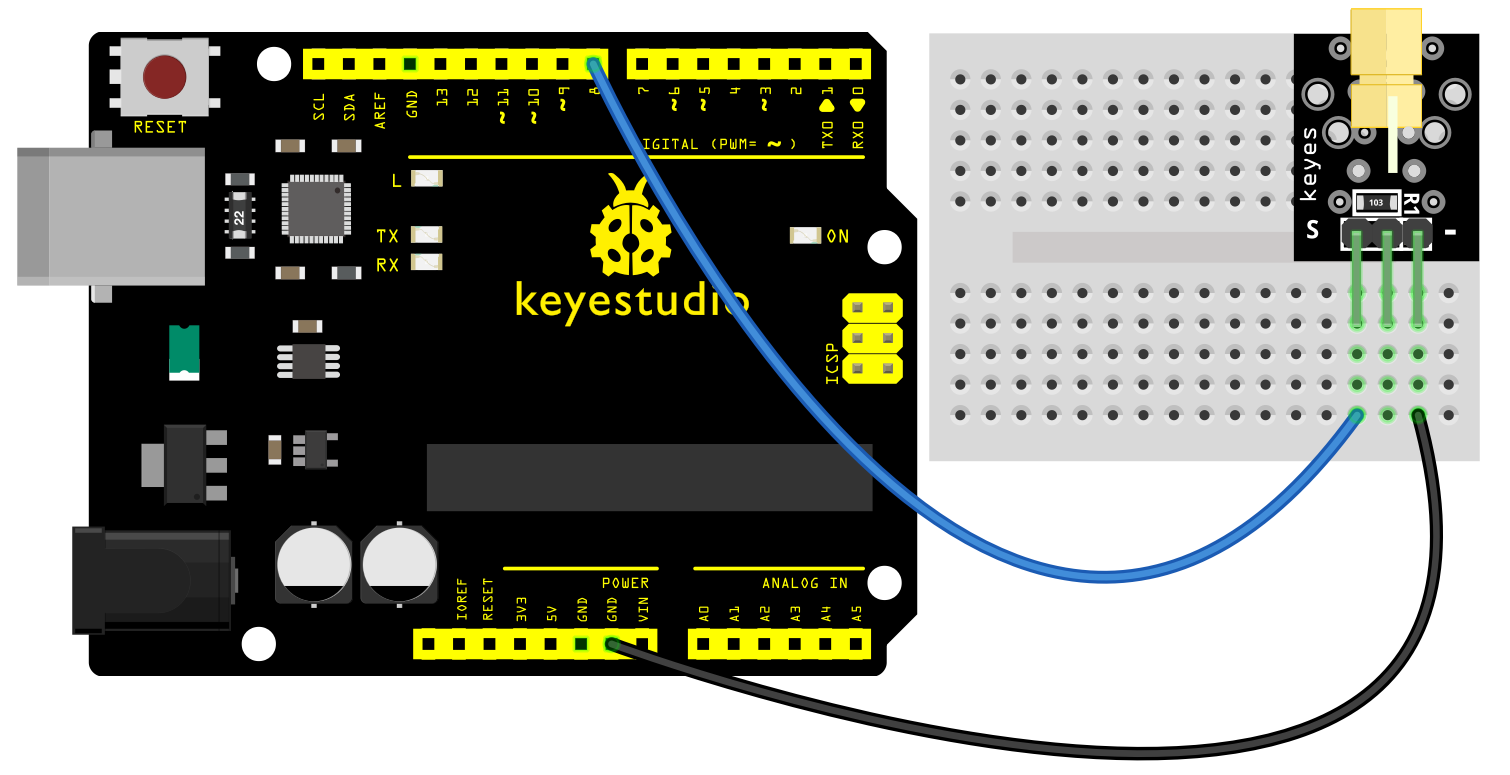 RESET
SCL
SDA
AREF
GND
13
12
~11
~10
~9
8
7
~6
~5
4
~3
2
TX0 1
RX0 0
IGITAL (PWM= ~ )
L
TX
RX
22
ON
keyestudio
ICSP
POWER
ANALOG IN
IOREF
RESET
3V3
5V
GND
GND
VIN
A0
A1
A2
A3
A4
A5
keyes
103
R1
S
-